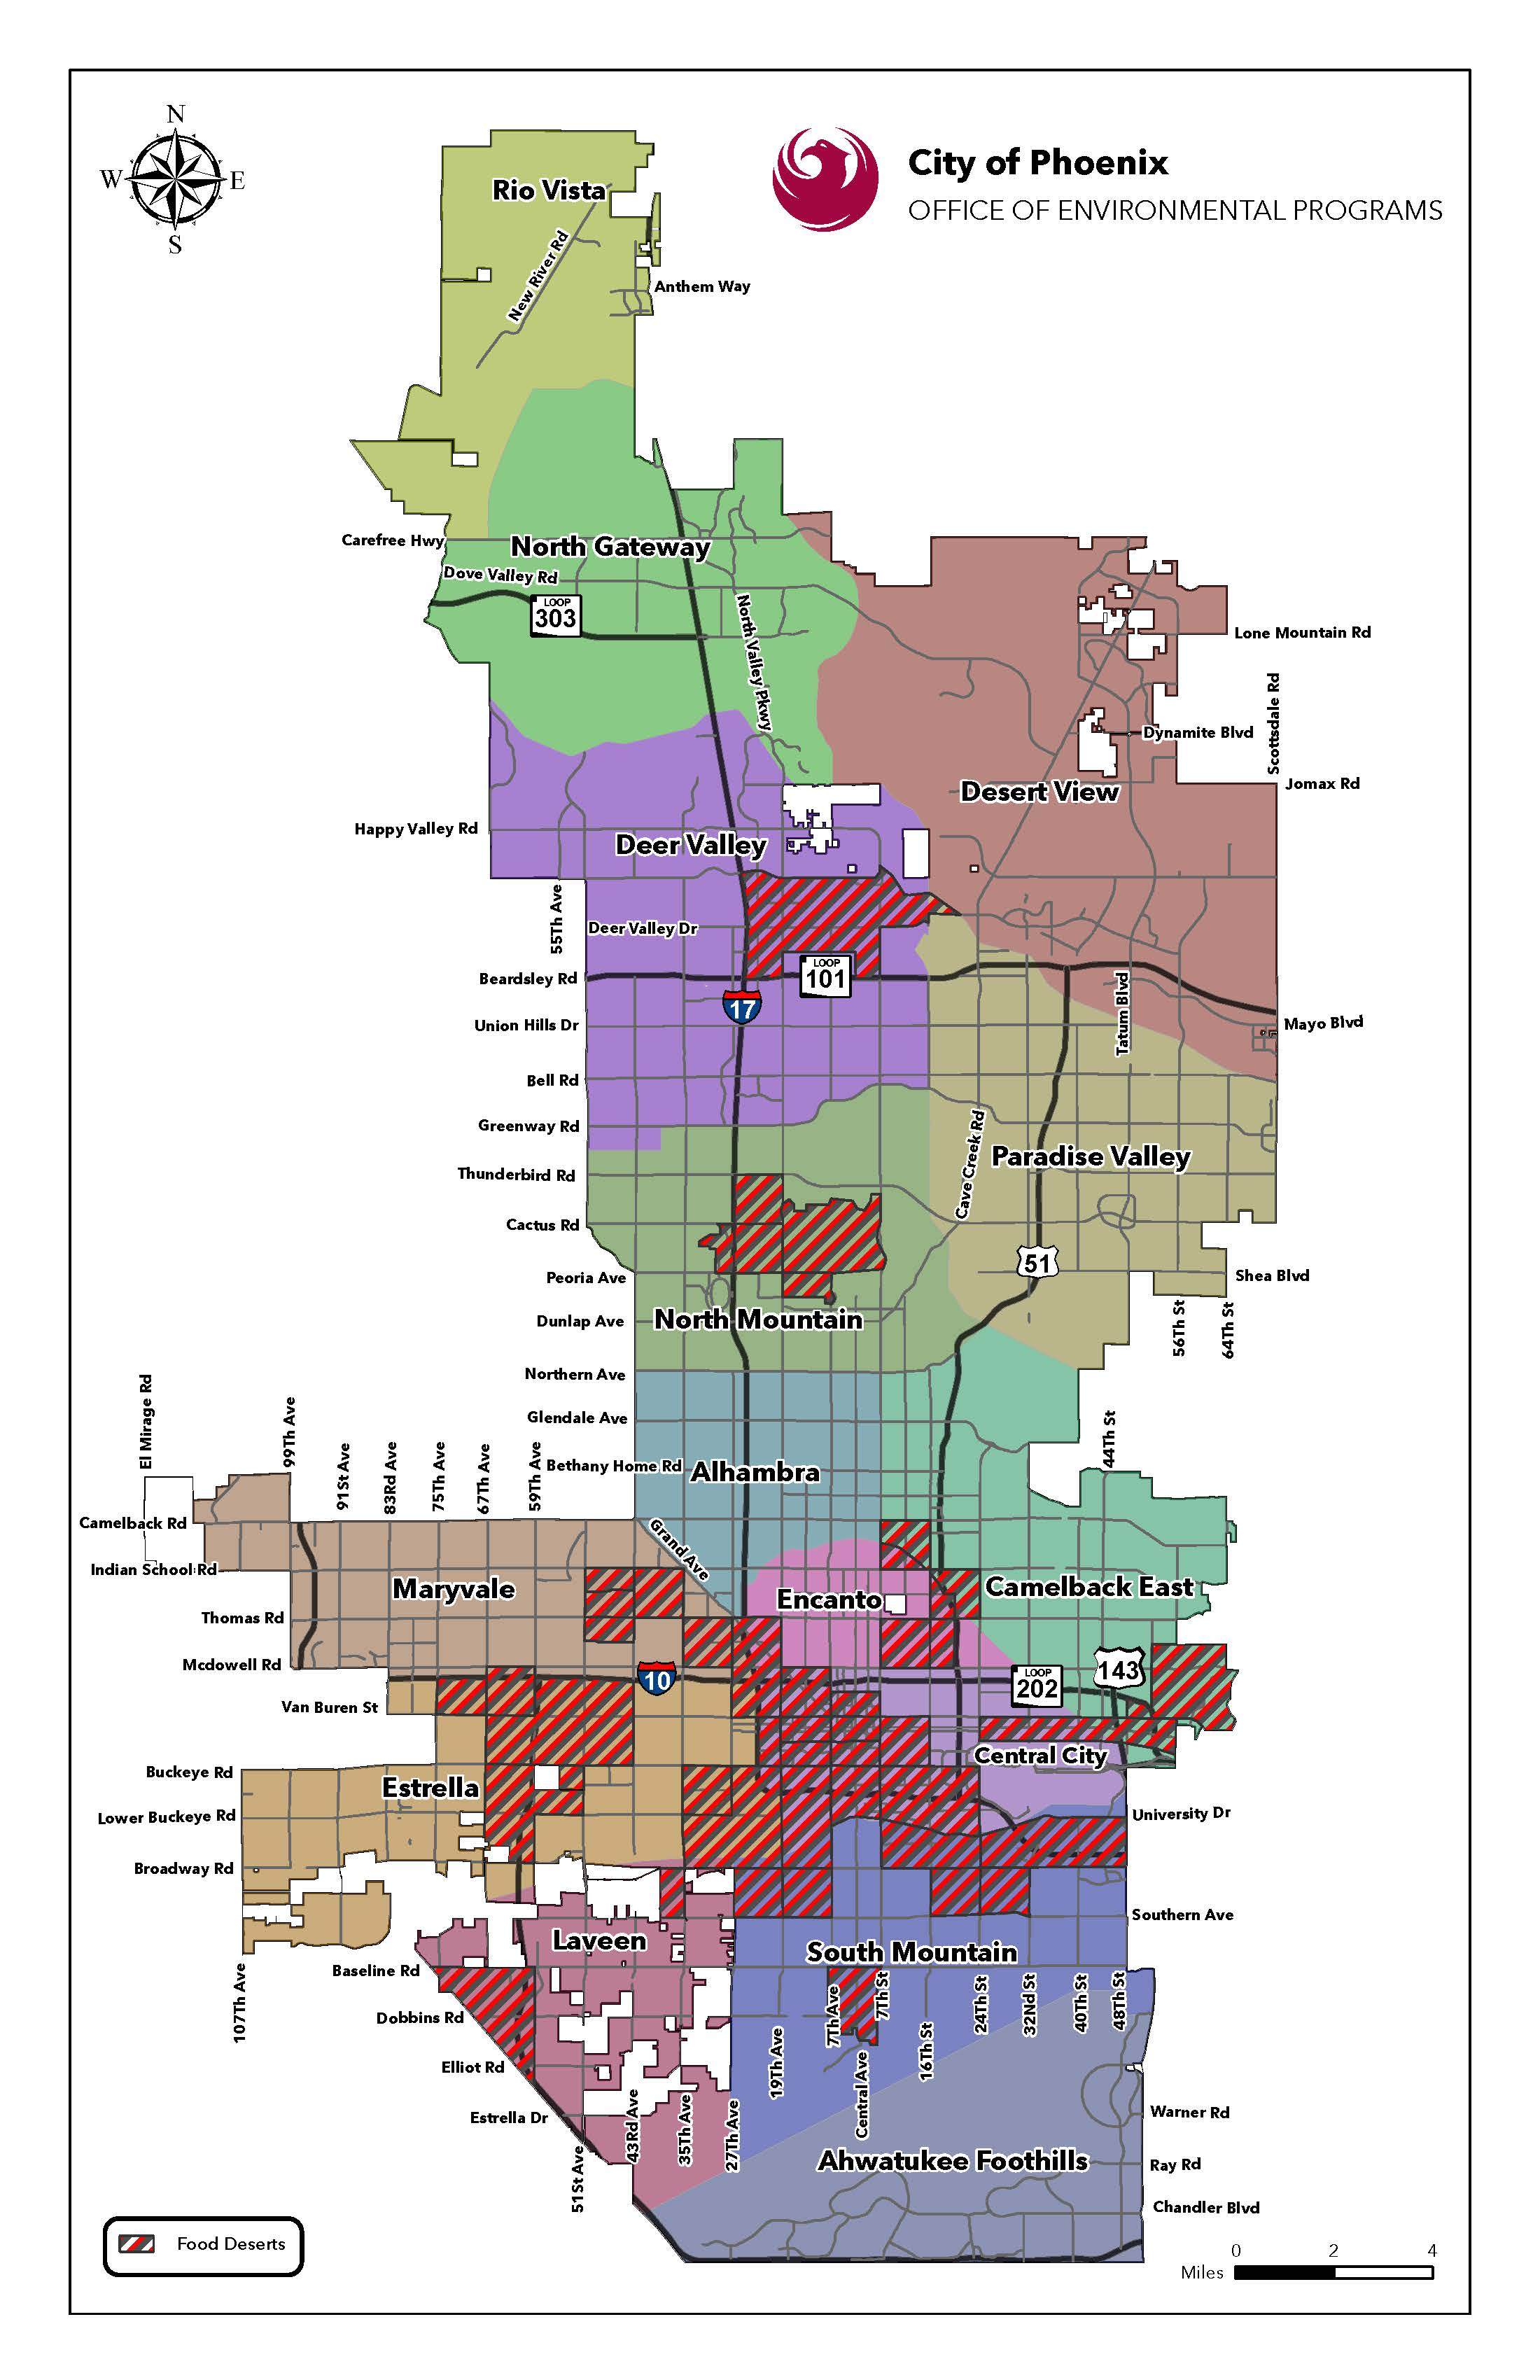 N
W
E
S
City of Phoenix
OFFICE OF ENVIRONMENTAL PROGRAMS
Rio Vista
New River Rd
Anthem Way
Carefree Hwy
North Gateway
Dove Valley Rd
LOOP
303
North Valley Pkwy
Lone Mountain Rd
Scottsdale Rd
Dynamite Blvd
Jomax Rd
Desert View
Happy Valley Rd
Deer Valley
55Th Ave
Deer Valley Dr
Beardsley Rd
LOOP
101
17
Tatum Blvd
Union Hills Dr
Mayo Blvd
Bell Rd
Greenway Rd
Cave Creek Rd
Paradise Valley
Thunderbird Rd
Cactus Rd
51
Peoria Ave
Shea Blvd
Dunlap Ave
North Mountain
56Th St
64Th St
Northern Ave
El Mirage Rd
99Th Ave
Glendale Ave
44Th St
91St Ave
83Rd Ave
75Th Ave
67Th Ave
59Th Ave
Bethany Home Rd
Alhambra
Camelback Rd
Grand Ave
Indian School Rd
Maryvale
Encanto
Camelback East
Thomas Rd
Mcdowell Rd
10
LOOP
202
143
Van Buren St
Central City
Buckeye Rd
Estrella
Lower Buckeye Rd
University Dr
Broadway Rd
Southern Ave
Laveen
South Mountain
Baseline Rd
107Th Ave
Dobbins Rd
7Th Ave
7Th St
24Th St
32Nd St
40Th St
48Th St
19Th Ave
Central Ave
16Th St
Elliot Rd
Estrella Dr
51St Ave
43Rd Ave
35Th Ave
27Th Ave
Warner Rd
Ahwatukee Foothills
Ray Rd
Chandler Blvd
Food Deserts
0 2 4
Miles